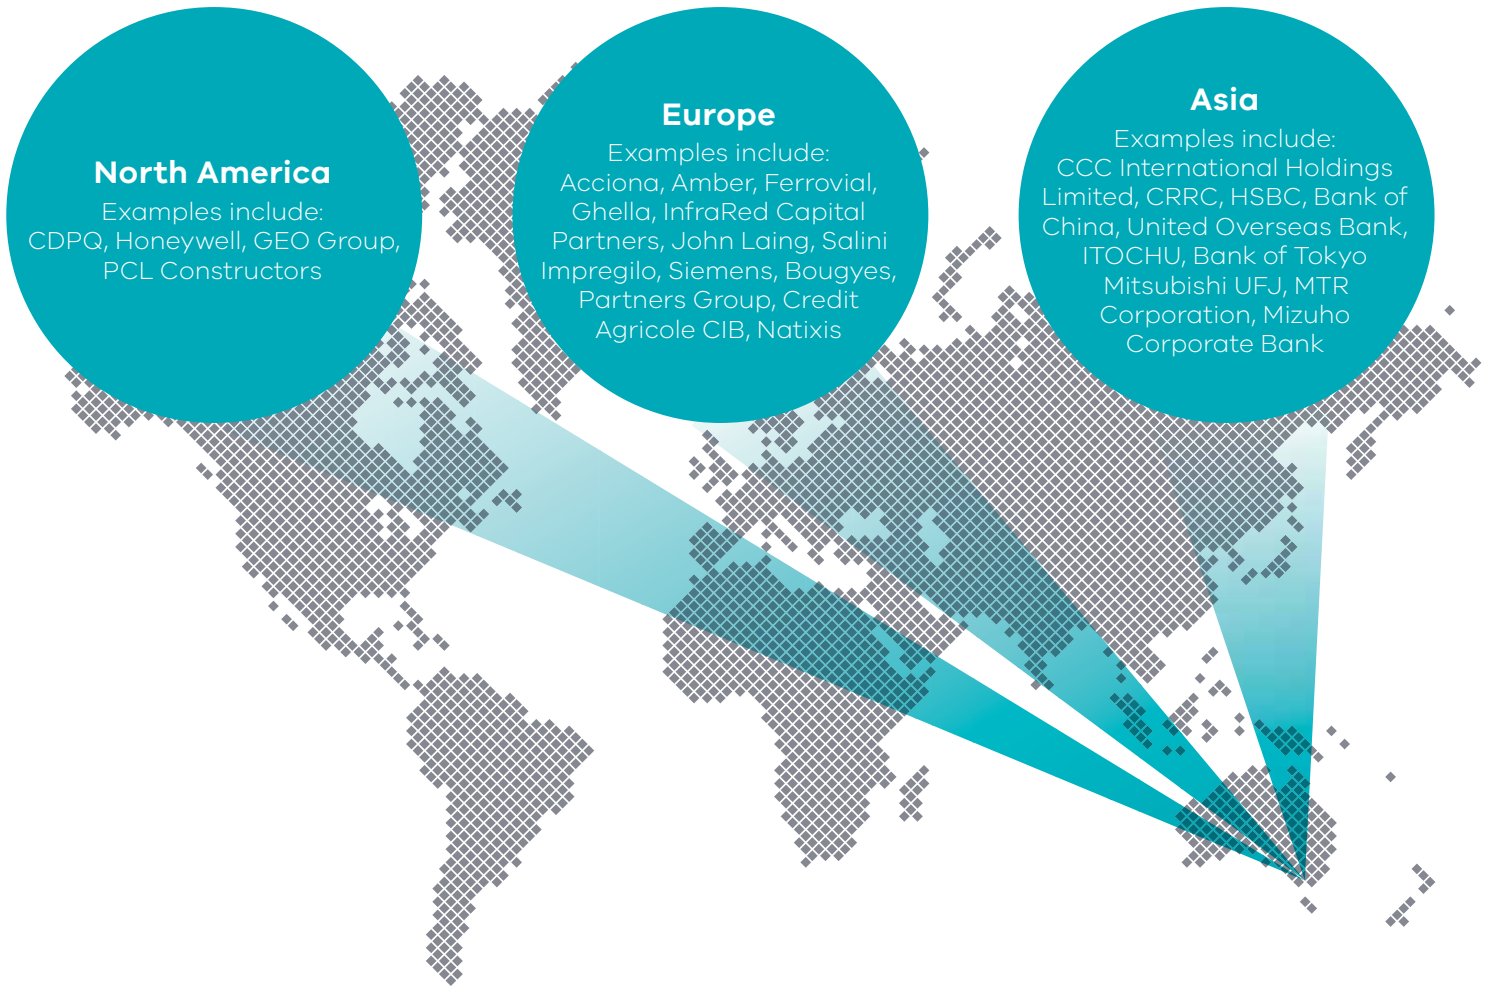 North America
Examples include:
CDPQ, Honeywell, GEO Group,
PCL Constructors
Europe
Examples include:
Acciona, Amber, Ferrovial,
Ghella, InfraRed Capital
Partners, John Laing, Salini
Impregilo, Siemens, Bougyes,
Partners Group, Credit
Agricole CIB, Natixis
Asia
Examples include:
CCC International Holdings
Limited, CRRC, HSBC, Bank of
China, United Overseas Bank,
ITOCHU, Bank of Tokyo
Mitsubishi UFJ, MTR
Corporation, Mizuho
Corporate Bank